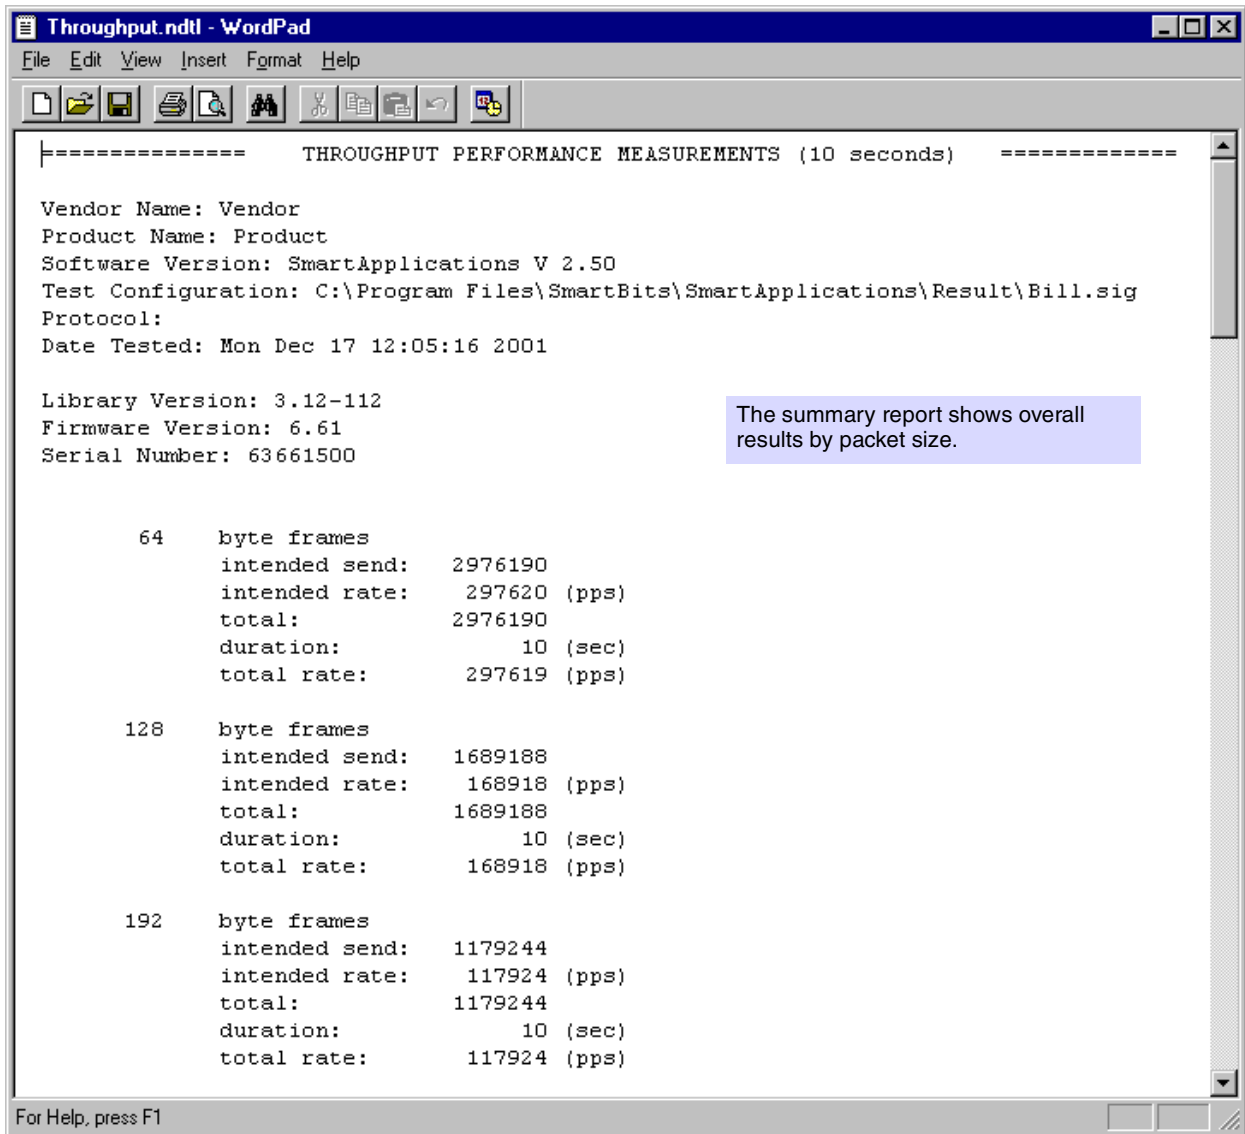 Throughput.ndtl - WordPad
File Edit View Insert Format Help
=============== THROUGHPUT PERFORMANCE MEASUREMENTS (10 seconds) =============
Vendor Name: Vendor
Product Name: Product
Software Version: SmartApplications V 2.50
Test Configuration: C:\Program Files\SmartBits\SmartApplications\Result\Bill.sig
Protocol:
Date Tested: Mon Dec 17 12:05:16 2001
Library Version: 3.12-112
Firmware Version: 6.61
Serial Number: 63661500
The summary report shows overall
results by packet size.
64 byte frames
intended send: 2976190
intended rate: 297620 (pps)
total: 2976190
duration: 10 (sec)
total rate: 297619 (pps)
128 byte frames
intended send: 1689188
intended rate: 168918 (pps)
total: 1689188
duration: 10 (sec)
total rate: 168918 (pps)
192 byte frames
intended send: 1179244
intended rate: 117924 (pps)
total: 1179244
duration: 10 (sec)
total rate: 117924 (pps)
For Help, press F1